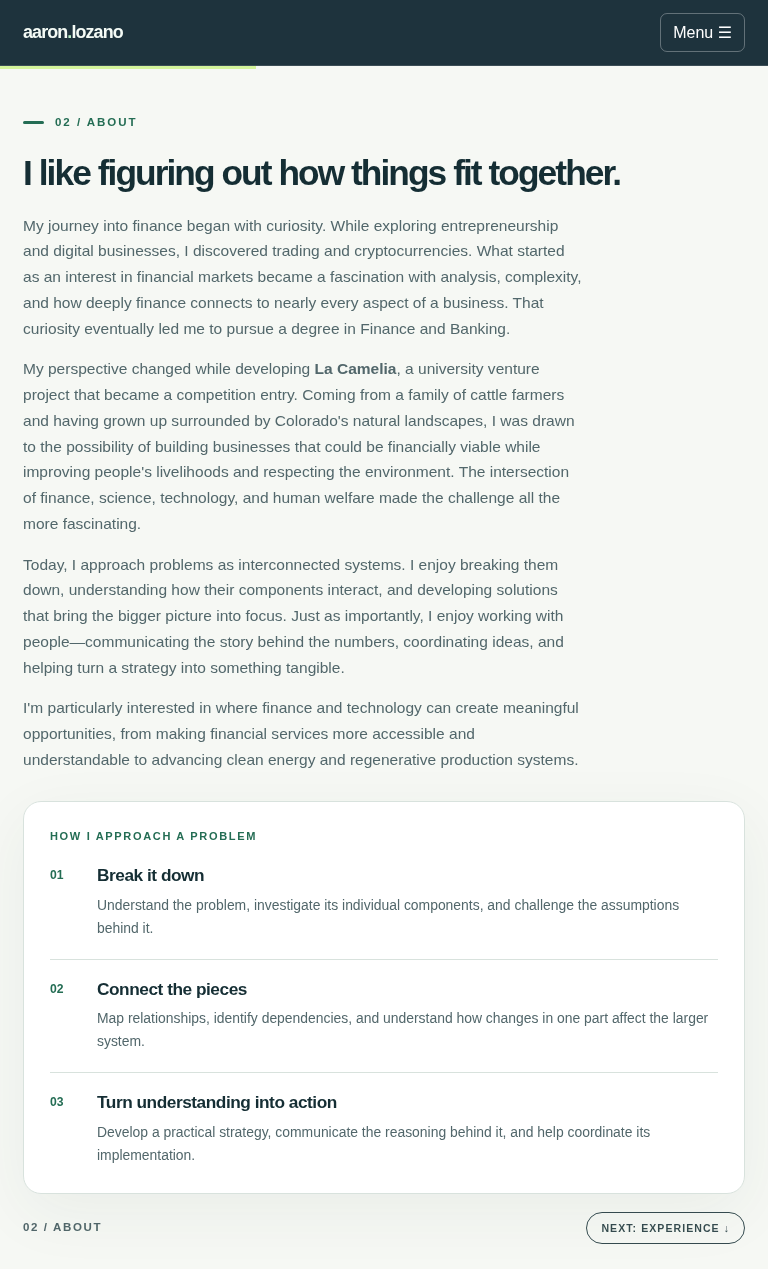 aaron.lozano
Menu ☰
02 / ABOUT
I like figuring out how things fit together.
My journey into finance began with curiosity. While exploring entrepreneurship
and digital businesses, I discovered trading and cryptocurrencies. What started
as an interest in financial markets became a fascination with analysis, complexity,
and how deeply finance connects to nearly every aspect of a business. That
curiosity eventually led me to pursue a degree in Finance and Banking.
My perspective changed while developing La Camelia, a university venture
project that became a competition entry. Coming from a family of cattle farmers
and having grown up surrounded by Colorado's natural landscapes, I was drawn
to the possibility of building businesses that could be financially viable while
improving people's livelihoods and respecting the environment. The intersection
of finance, science, technology, and human welfare made the challenge all the
more fascinating.
Today, I approach problems as interconnected systems. I enjoy breaking them
down, understanding how their components interact, and developing solutions
that bring the bigger picture into focus. Just as importantly, I enjoy working with
people—communicating the story behind the numbers, coordinating ideas, and
helping turn a strategy into something tangible.
I'm particularly interested in where finance and technology can create meaningful
opportunities, from making financial services more accessible and
understandable to advancing clean energy and regenerative production systems.
HOW I APPROACH A PROBLEM
01
Break it down
Understand the problem, investigate its individual components, and challenge the assumptions
behind it.
02
Connect the pieces
Map relationships, identify dependencies, and understand how changes in one part affect the larger
system.
03
Turn understanding into action
Develop a practical strategy, communicate the reasoning behind it, and help coordinate its
implementation.
02 / ABOUT
NEXT: EXPERIENCE ↓